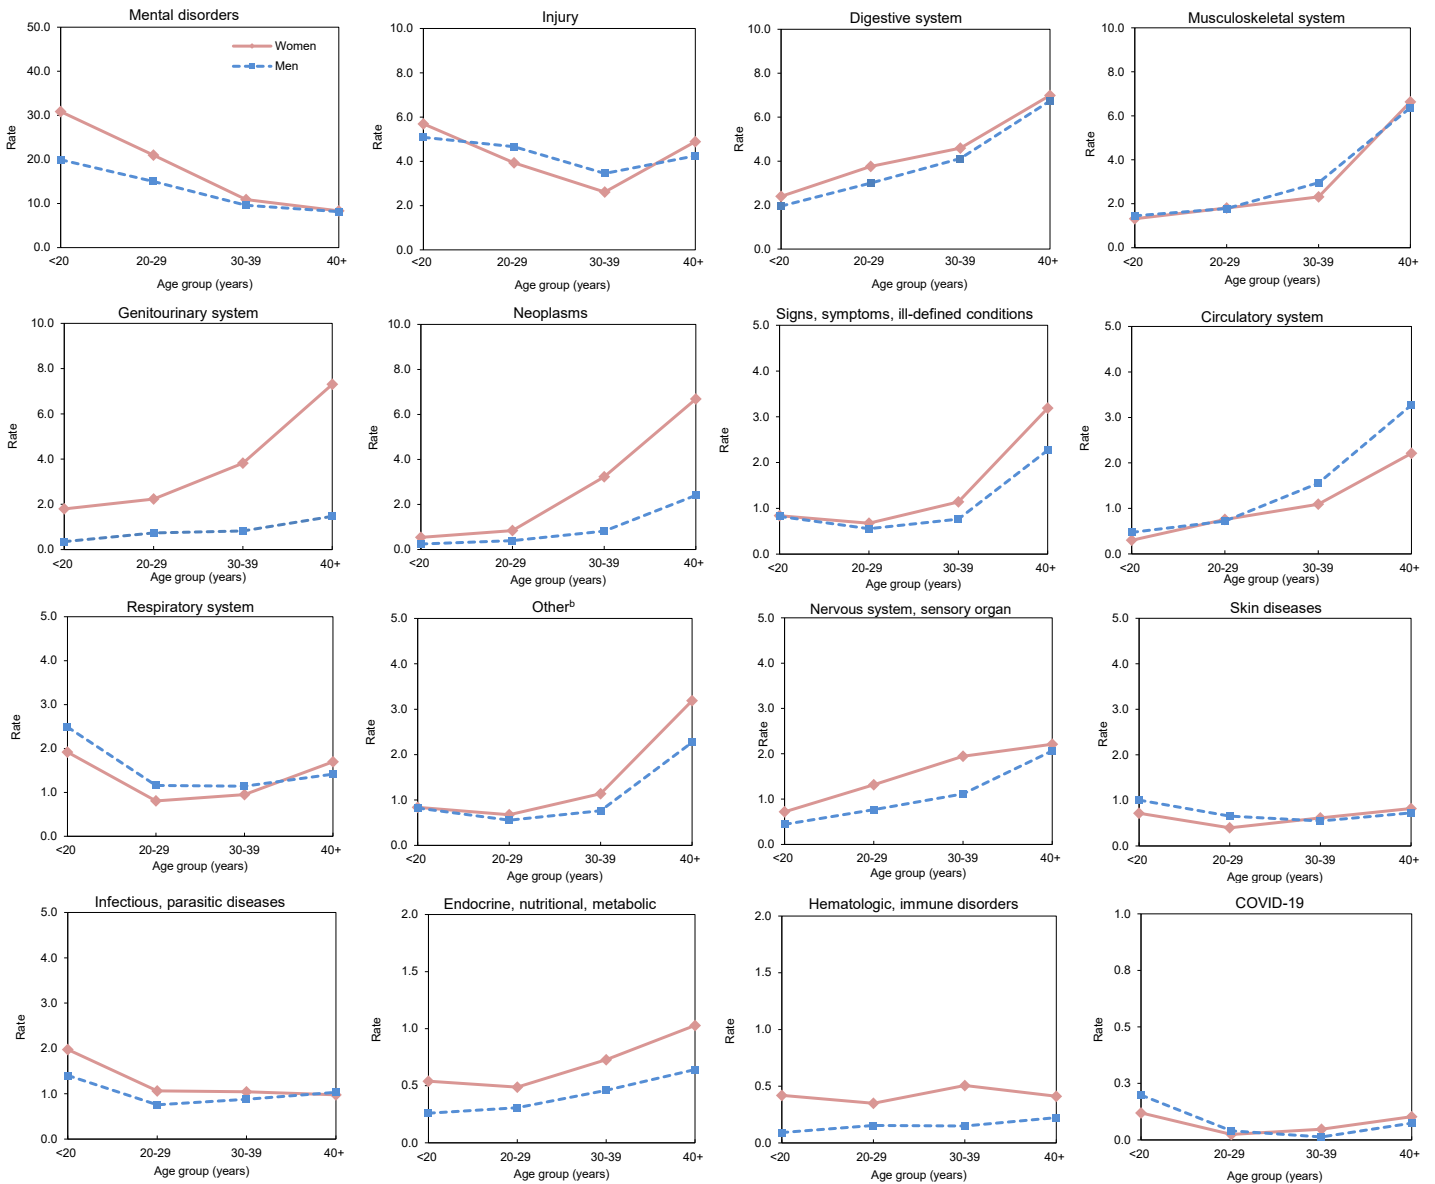 Mental disorders
50.0
40.0
30.0
20.0
10.0
0.0
Rate
Women
Men
<20 20-29 30-39 40+
Age group (years)
Injury
10.0
8.0
6.0
4.0
2.0
0.0
Rate
<20 20-29 30-39 40+
Age group (years)
Digestive system
10.0
8.0
6.0
4.0
2.0
0.0
Rate
<20 20-29 30-39 40+
Age group (years)
Musculoskeletal system
10.0
8.0
6.0
4.0
2.0
0.0
Rate
<20 20-29 30-39 40+
Age group (years)
Genitourinary system
10.0
8.0
6.0
4.0
2.0
0.0
Rate
<20 20-29 30-39 40+
Age group (years)
Neoplasms
10.0
8.0
6.0
4.0
2.0
0.0
Rate
<20 20-29 30-39 40+
Age group (years)
Signs, symptoms, ill-defined conditions
5.0
4.0
3.0
2.0
1.0
0.0
Rate
<20 20-29 30-39 40+
Age group (years)
Circulatory system
5.0
4.0
3.0
2.0
1.0
0.0
Rate
<20 20-29 30-39 40+
Age group (years)
Respiratory system
5.0
4.0
3.0
2.0
1.0
0.0
Rate
<20 20-29 30-39 40+
Age group (years)
Otherᵇ
5.0
4.0
3.0
2.0
1.0
0.0
Rate
<20 20-29 30-39 40+
Age group (years)
Nervous system, sensory organ
5.0
4.0
3.0
2.0
1.0
0.0
Rate
<20 20-29 30-39 40+
Age group (years)
Skin diseases
5.0
4.0
3.0
2.0
1.0
0.0
Rate
<20 20-29 30-39 40+
Age group (years)
Infectious, parasitic diseases
5.0
4.0
3.0
2.0
1.0
0.0
Rate
<20 20-29 30-39 40+
Age group (years)
Endocrine, nutritional, metabolic
2.0
1.5
1.0
0.5
0.0
Rate
<20 20-29 30-39 40+
Age group (years)
Hematologic, immune disorders
2.0
1.5
1.0
0.5
0.0
Rate
<20 20-29 30-39 40+
Age group (years)
COVID-19
1.0
0.8
0.5
0.3
0.0
Rate
<20 20-29 30-39 40+
Age group (years)